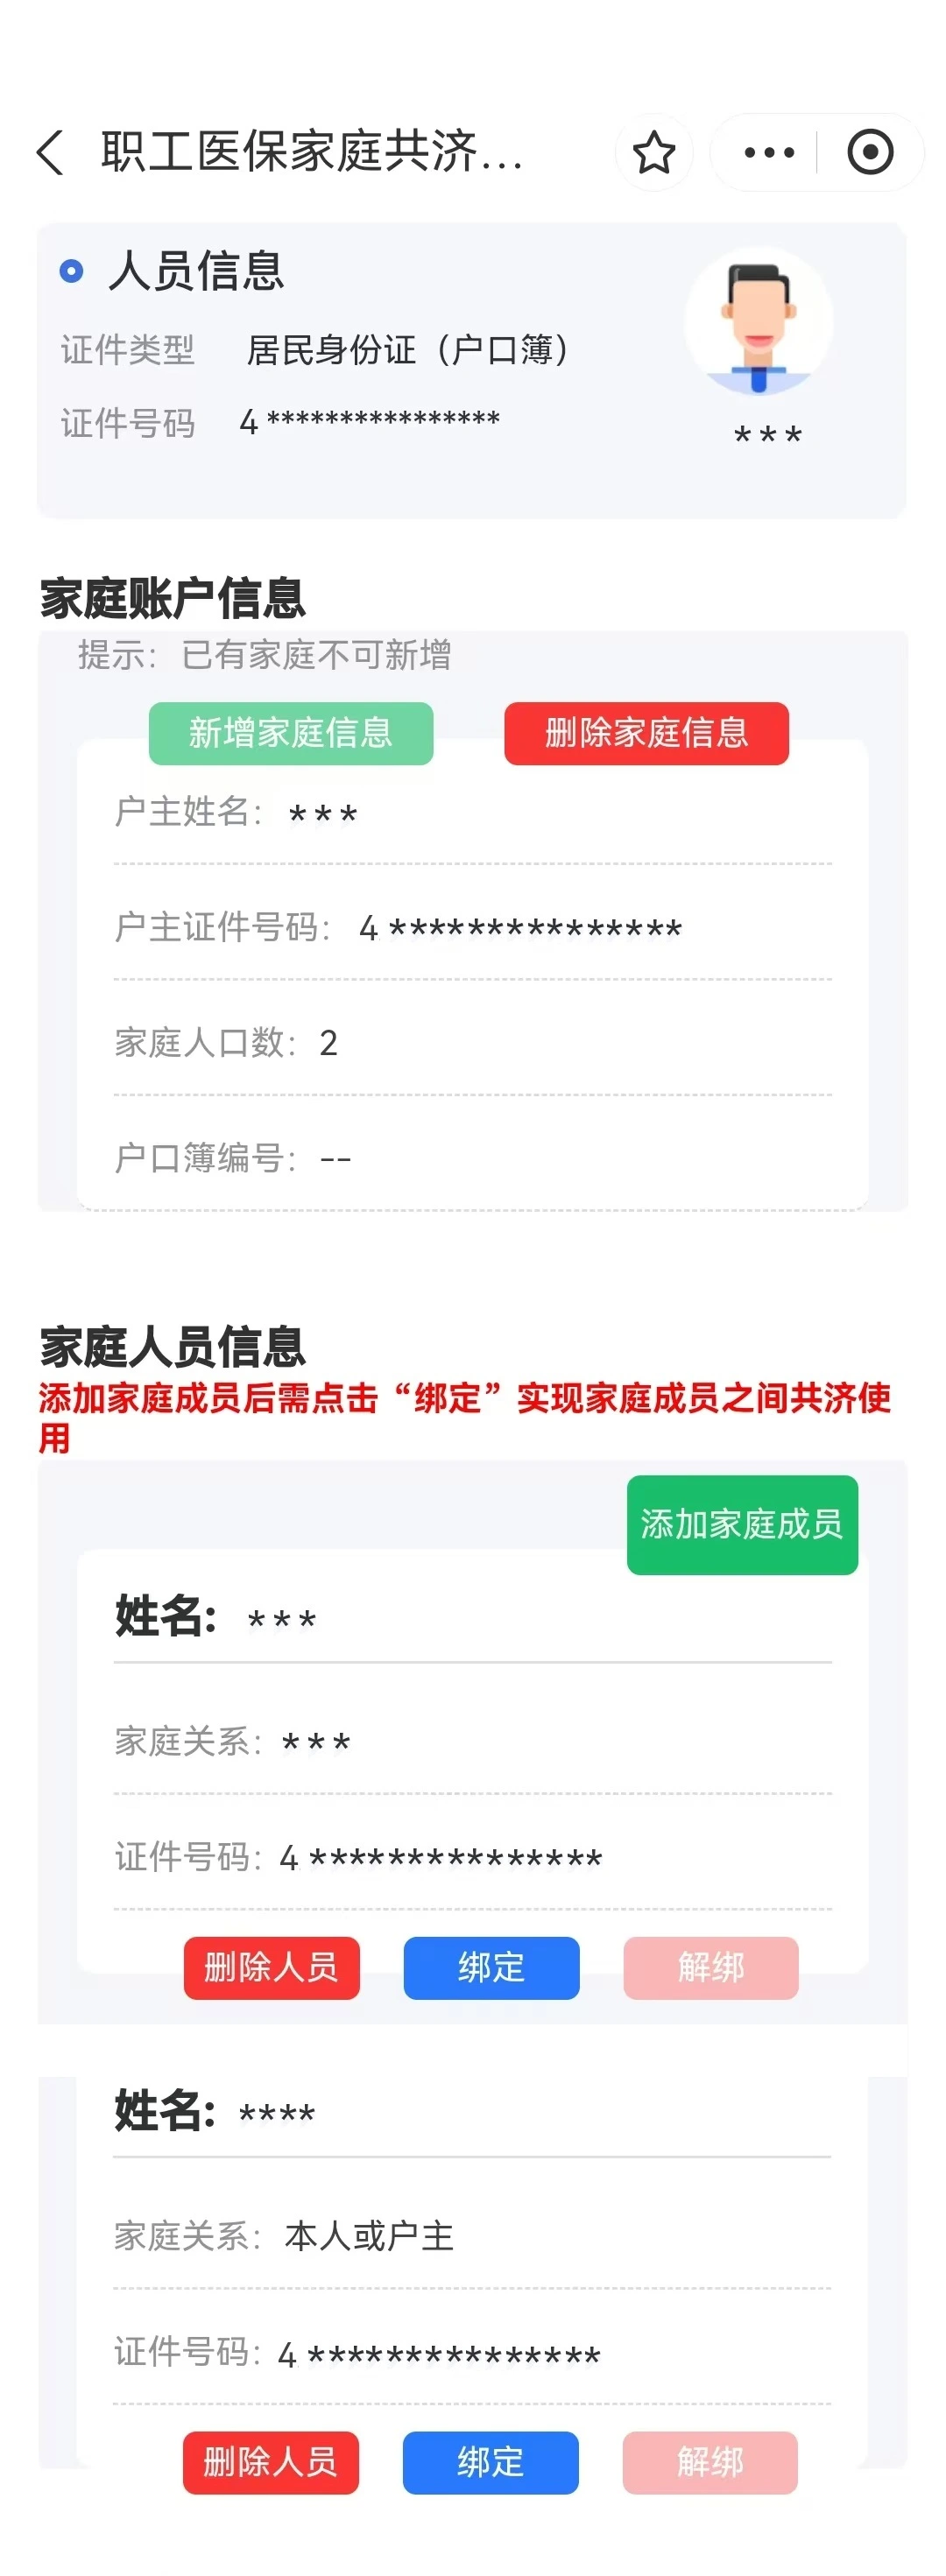 职工医保家庭共济...
人员信息
证件类型 居民身份证（户口簿）
证件号码 4 ****************
***
家庭账户信息
提示：已有家庭不可新增
新增家庭信息 删除家庭信息
户主姓名：***
户主证件号码：4 ***************
家庭人口数：2
户口簿编号：--
家庭人员信息
添加家庭成员后需点击“绑定”实现家庭成员之间共济使
用
添加家庭成员
姓名：***
家庭关系：***
证件号码：4 ***************
删除人员 绑定 解绑
姓名：****
家庭关系：本人或户主
证件号码：4 ***************
删除人员 绑定 解绑